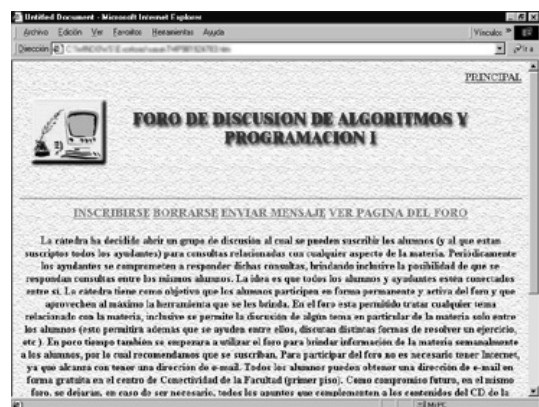 Untitled Document - Microsoft Internet Explorer
Archivo Edición Ver Favoritos Herramientas Ayuda
Vínculos
Dirección
Ir a
PRINCIPAL
FORO DE DISCUSION DE ALGORITMOS Y
PROGRAMACION I
INSCRIBIRSE BORRARSE ENVIAR MENSAJE VER PAGINA DEL FORO
La cátedra ha decidido abrir un grupo de discusión al cual se pueden suscribir los alumnos (y al que estan
suscriptos todos los ayudantes) para consultas relacionadas con cualquier aspecto de la materia. Periódicamente
los ayudantes se comprometen a responder dichas consultas, brindando inclusive la posibilidad de que se
respondan consultas entre los mismos alumnos. La idea es que todos los alumnos y ayudantes estén conectados
entre si. La cátedra tiene como objetivo que los alumnos participen en forma permanente y activa del foro y que
aprovechen al máximo la herramienta que se les brinda. En el foro esta permitido tratar cualquier tema
relacionado con la materia, inclusive se permite la discusión de algún tema en particular de la materia solo entre
los alumnos (esto permitirá además que se ayuden entre ellos, discutan distintas formas de resolver un ejercicio,
etc.). En poco tiempo también se empezara a utilizar el foro para brindar información de la materia semanalmente
a los alumnos, por lo cual recomendamos que se suscriban. Para participar del foro no es necesario tener Internet,
ya que alcanza con tener una dirección de e-mail. Todos los alumnos pueden obtener una dirección de e-mail en
forma gratuita en el centro de Conectividad de la Facultad (primer piso). Como compromiso futuro, en el mismo
foro, se dejaran, en caso de ser necesario, todos los apuntes que complementen a los contenidos del CD de la
Mi PC